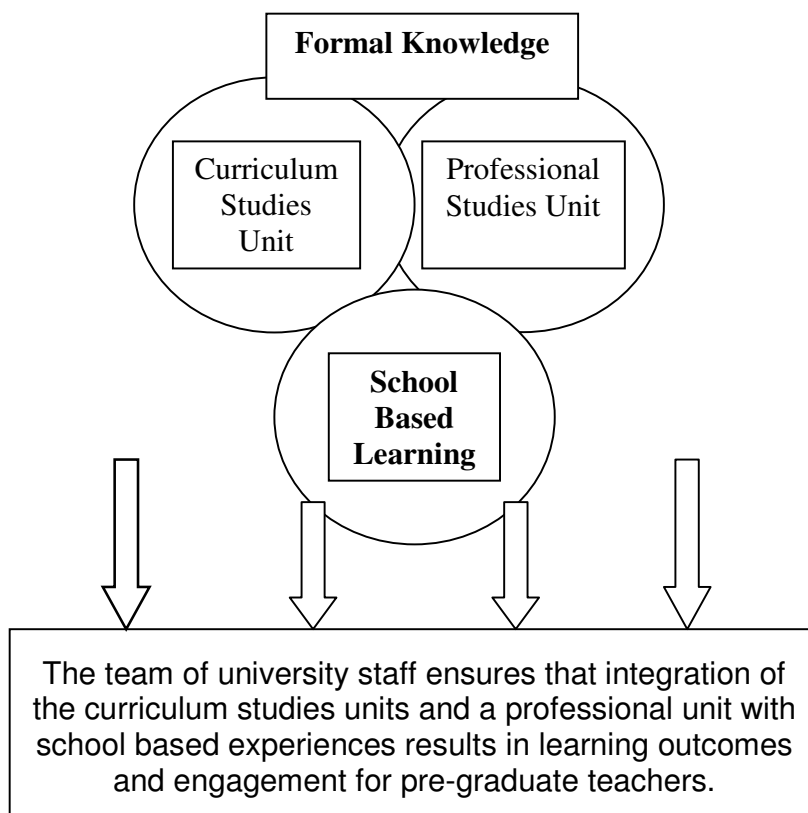 Formal Knowledge
Curriculum
Studies
Unit
Professional
Studies Unit
School
Based
Learning
The team of university staff ensures that integration of
the curriculum studies units and a professional unit with
school based experiences results in learning outcomes
and engagement for pre-graduate teachers.